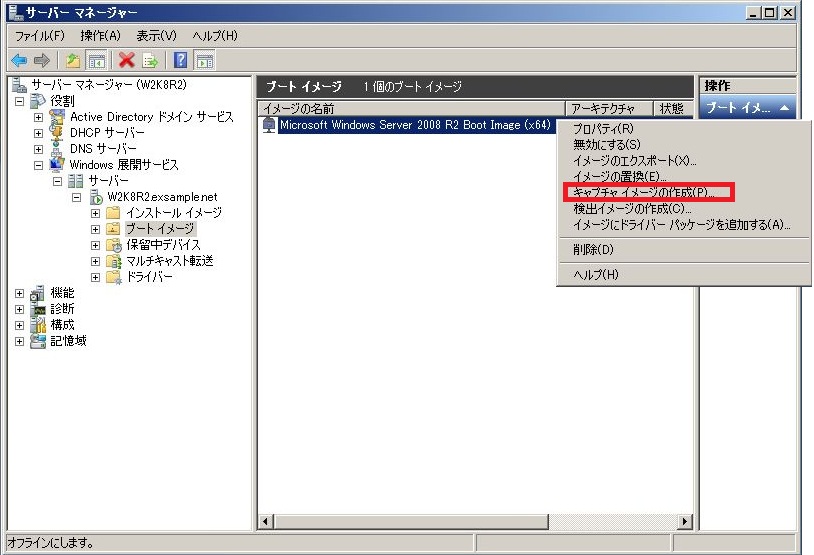 サーバー マネージャー
ファイル(F) 操作(A) 表示(V) ヘルプ(H)
サーバー マネージャー (W2K8R2)
役割
Active Directory ドメイン サービス
DHCP サーバー
DNS サーバー
Windows 展開サービス
サーバー
W2K8R2.exsample.net
インストール イメージ
ブート イメージ
保留中デバイス
マルチキャスト転送
ドライバー
機能
診断
構成
記憶域
ブート イメージ 1 個のブート イメージ
イメージの名前 アーキテクチャ 状態
Microsoft Windows Server 2008 R2 Boot Image (x64)
プロパティ(R)
無効にする(S)
イメージのエクスポート(X)...
イメージの置換(E)...
キャプチャ イメージの作成(P)...
検出イメージの作成(C)...
イメージにドライバー パッケージを追加する(A)...
削除(D)
ヘルプ(H)
操作
ブート イメ...
オフラインにします。